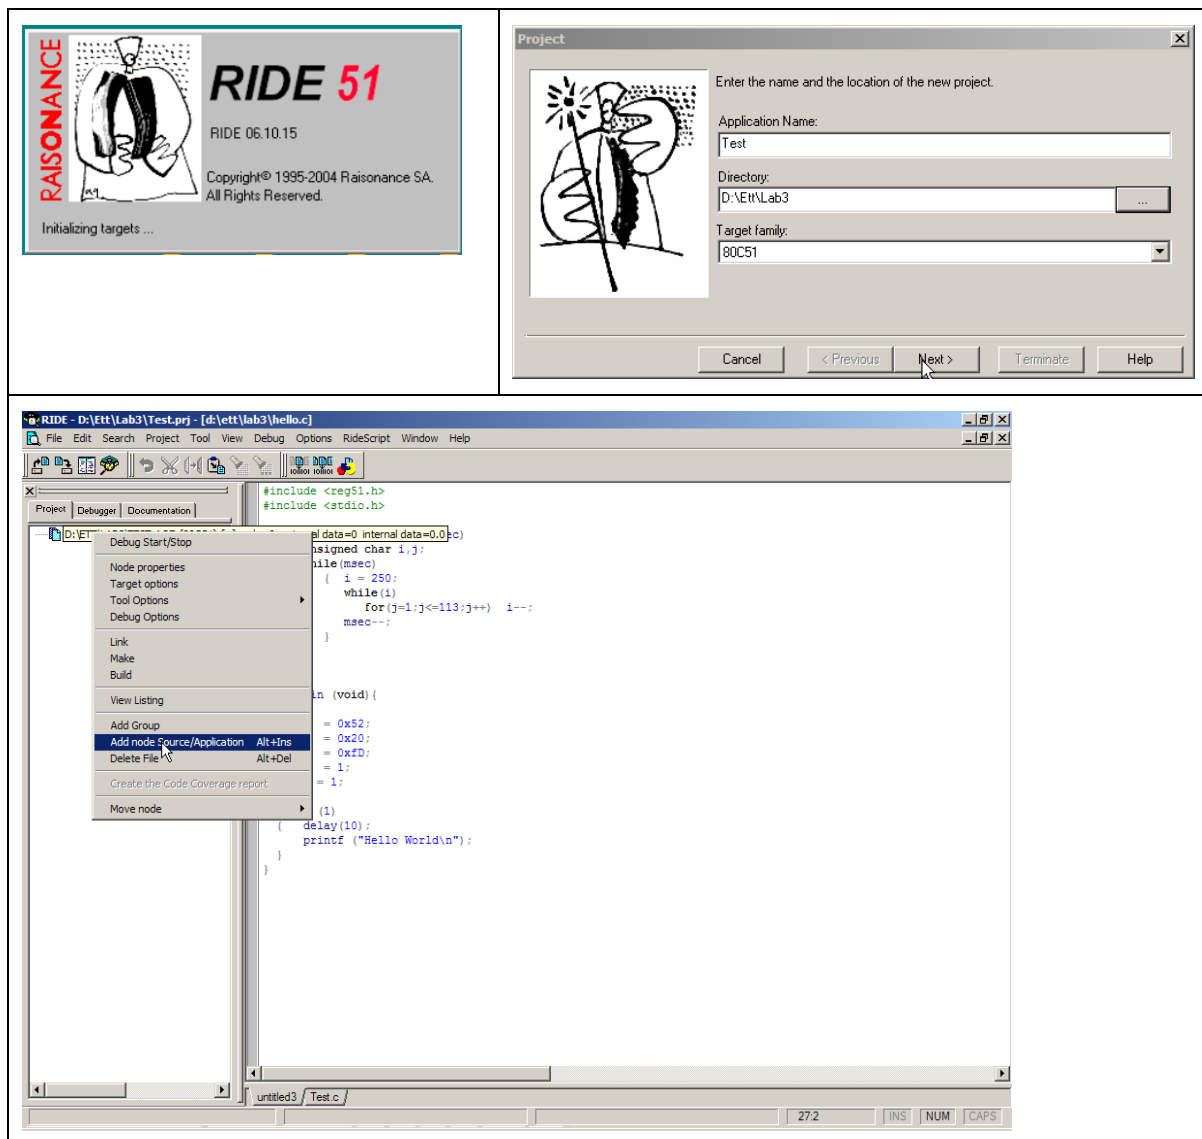 RAISONANCE
RIDE 51
RIDE 06.10.15
Copyright© 1995-2004 Raisonance SA.
All Rights Reserved.
Initializing targets ...
Project
Enter the name and the location of the new project.
Application Name:
Test
Directory:
D:\Ett\Lab3
...
Target family:
80C51
Cancel
< Previous
Next >
Terminate
Help
RIDE - D:\Ett\Lab3\Test.prj - [d:\ett\lab3\hello.c]
File Edit Search Project Tool View Debug Options RideScript Window Help
Project Debugger Documentation
Debug Start/Stop
Node properties
Target options
Tool Options
Debug Options
Link
Make
Build
View Listing
Add Group
Add node Source/Application Alt+Ins
Delete File Alt+Del
Create the Code Coverage report
Move node
#include <reg51.h>
#include <stdio.h>
al data=0 internal data=0.0 ec)
nsigned char i,j;
hile(msec)
{ i = 250;
while(i)
for(j=1;j<=113;j++) i--;
msec--;
}
in (void){
= 0x52;
= 0x20;
= 0xfD;
= 1;
= 1;
(1)
{ delay(10);
printf ("Hello World\n");
}
}
untitled3 Test.c
27:2 INS NUM CAPS